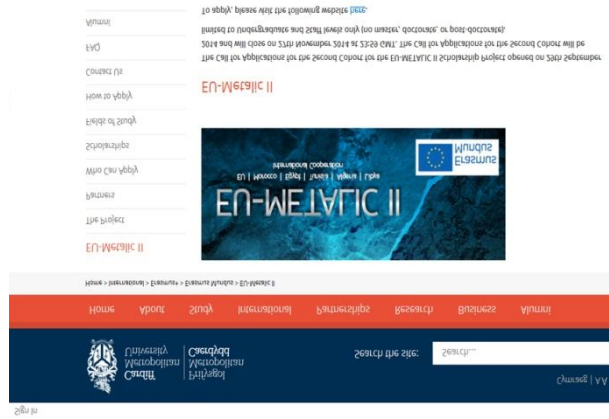 Sign in
Cymraeg | A A
Cardiff
Metropolitan
University
Prifysgol
Metropolitan
Caerdydd
Search the site:
Search...
Home About Study International Partnerships Research Business Alumni
Home > International > Erasmus+ > Erasmus Mundus > EU-Metalic II
EU-Metalic II
The Project
Partners
Who Can Apply
Scholarships
Fields of Study
How to Apply
Contact Us
FAQ
Alumni
EU-METALIC II
EU | Morocco | Egypt | Tunisia | Algeria | Libya
International Cooperation
Erasmus
Mundus
EU-Metalic II
The Call for Applications for the Second Cohort for the EU-METALIC II Scholarship Project opened on 29th September
2014 and will close on 27th November 2014 at 23:59 GMT. The Call for Applications for the Second Cohort will be
limited to Undergraduate and Staff levels only (no master, doctorate, or post-doctorate).
To apply, please visit the following website here.